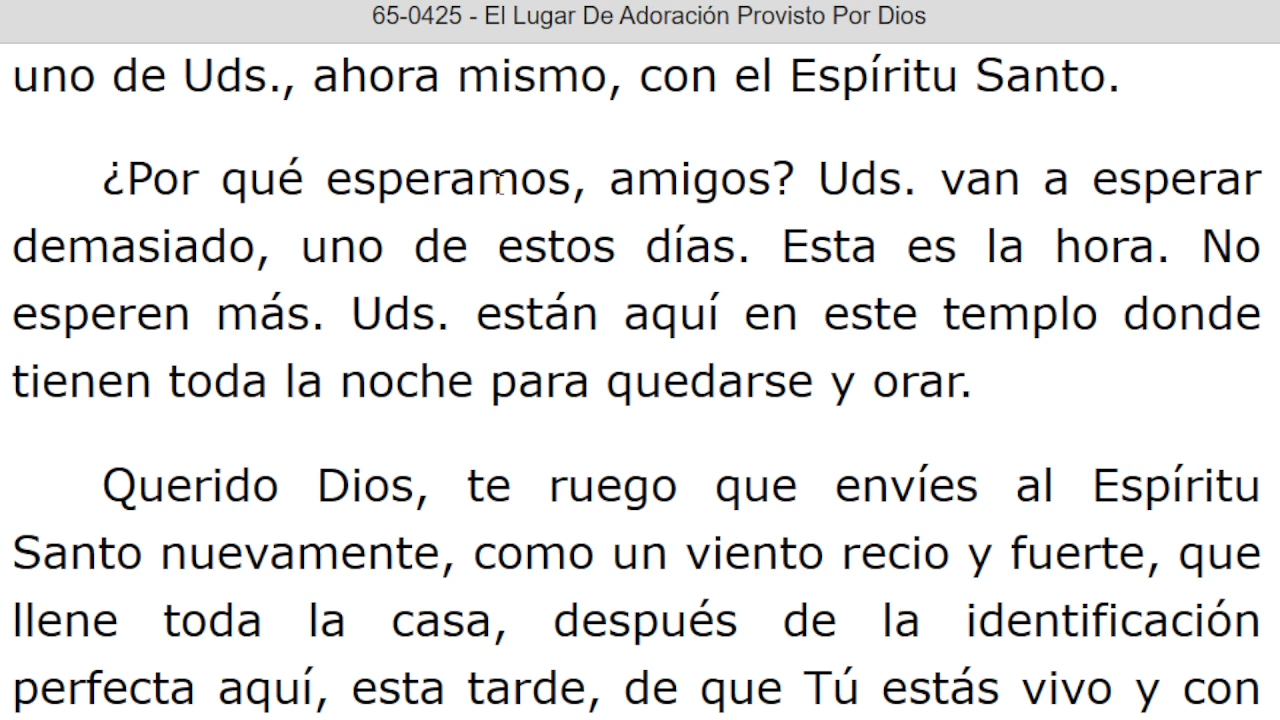 65-0425 - El Lugar De Adoración Provisto Por Dios
uno de Uds., ahora mismo, con el Espíritu Santo.
¿Por qué esperamos, amigos? Uds. van a esperar
demasiado, uno de estos días. Esta es la hora. No
esperen más. Uds. están aquí en este templo donde
tienen toda la noche para quedarse y orar.
Querido Dios, te ruego que envíes al Espíritu
Santo nuevamente, como un viento recio y fuerte, que
llene toda la casa, después de la identificación
perfecta aquí, esta tarde, de que Tú estás vivo y con